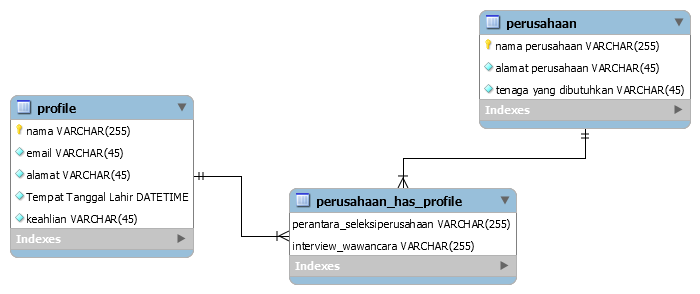 perusahaan
nama perusahaan VARCHAR(255)
alamat perusahaan VARCHAR(45)
tenaga yang dibutuhkan VARCHAR(45)
Indexes
profile
nama VARCHAR(255)
email VARCHAR(45)
alamat VARCHAR(45)
Tempat Tanggal Lahir DATETIME
keahlian VARCHAR(45)
Indexes
perusahaan_has_profile
perantara_seleksiperusahaan VARCHAR(255)
interview_wawancara VARCHAR(255)
Indexes